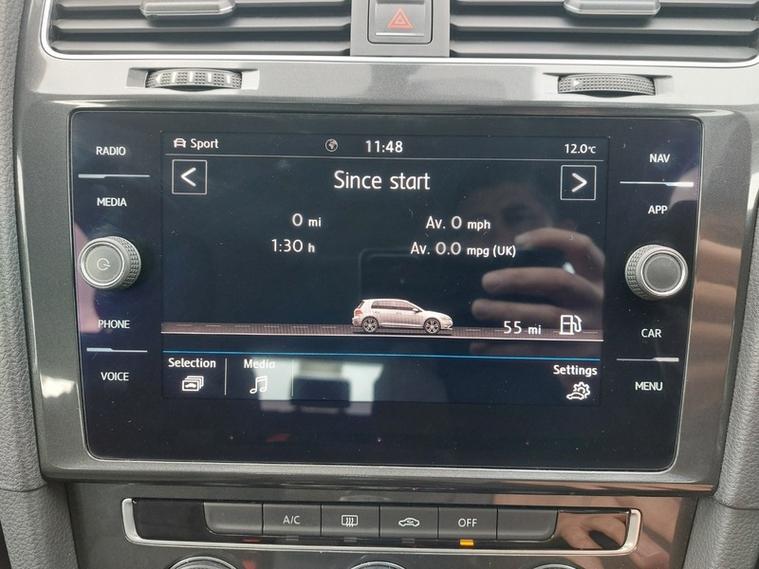 RADIO
MEDIA
PHONE
VOICE
Sport
11:48
12.0°C
Since start
0 mi
Av. 0 mph
1:30 h
Av. 0.0 mpg (UK)
55 mi
Selection
Media
Settings
NAV
APP
CAR
MENU
A/C
OFF